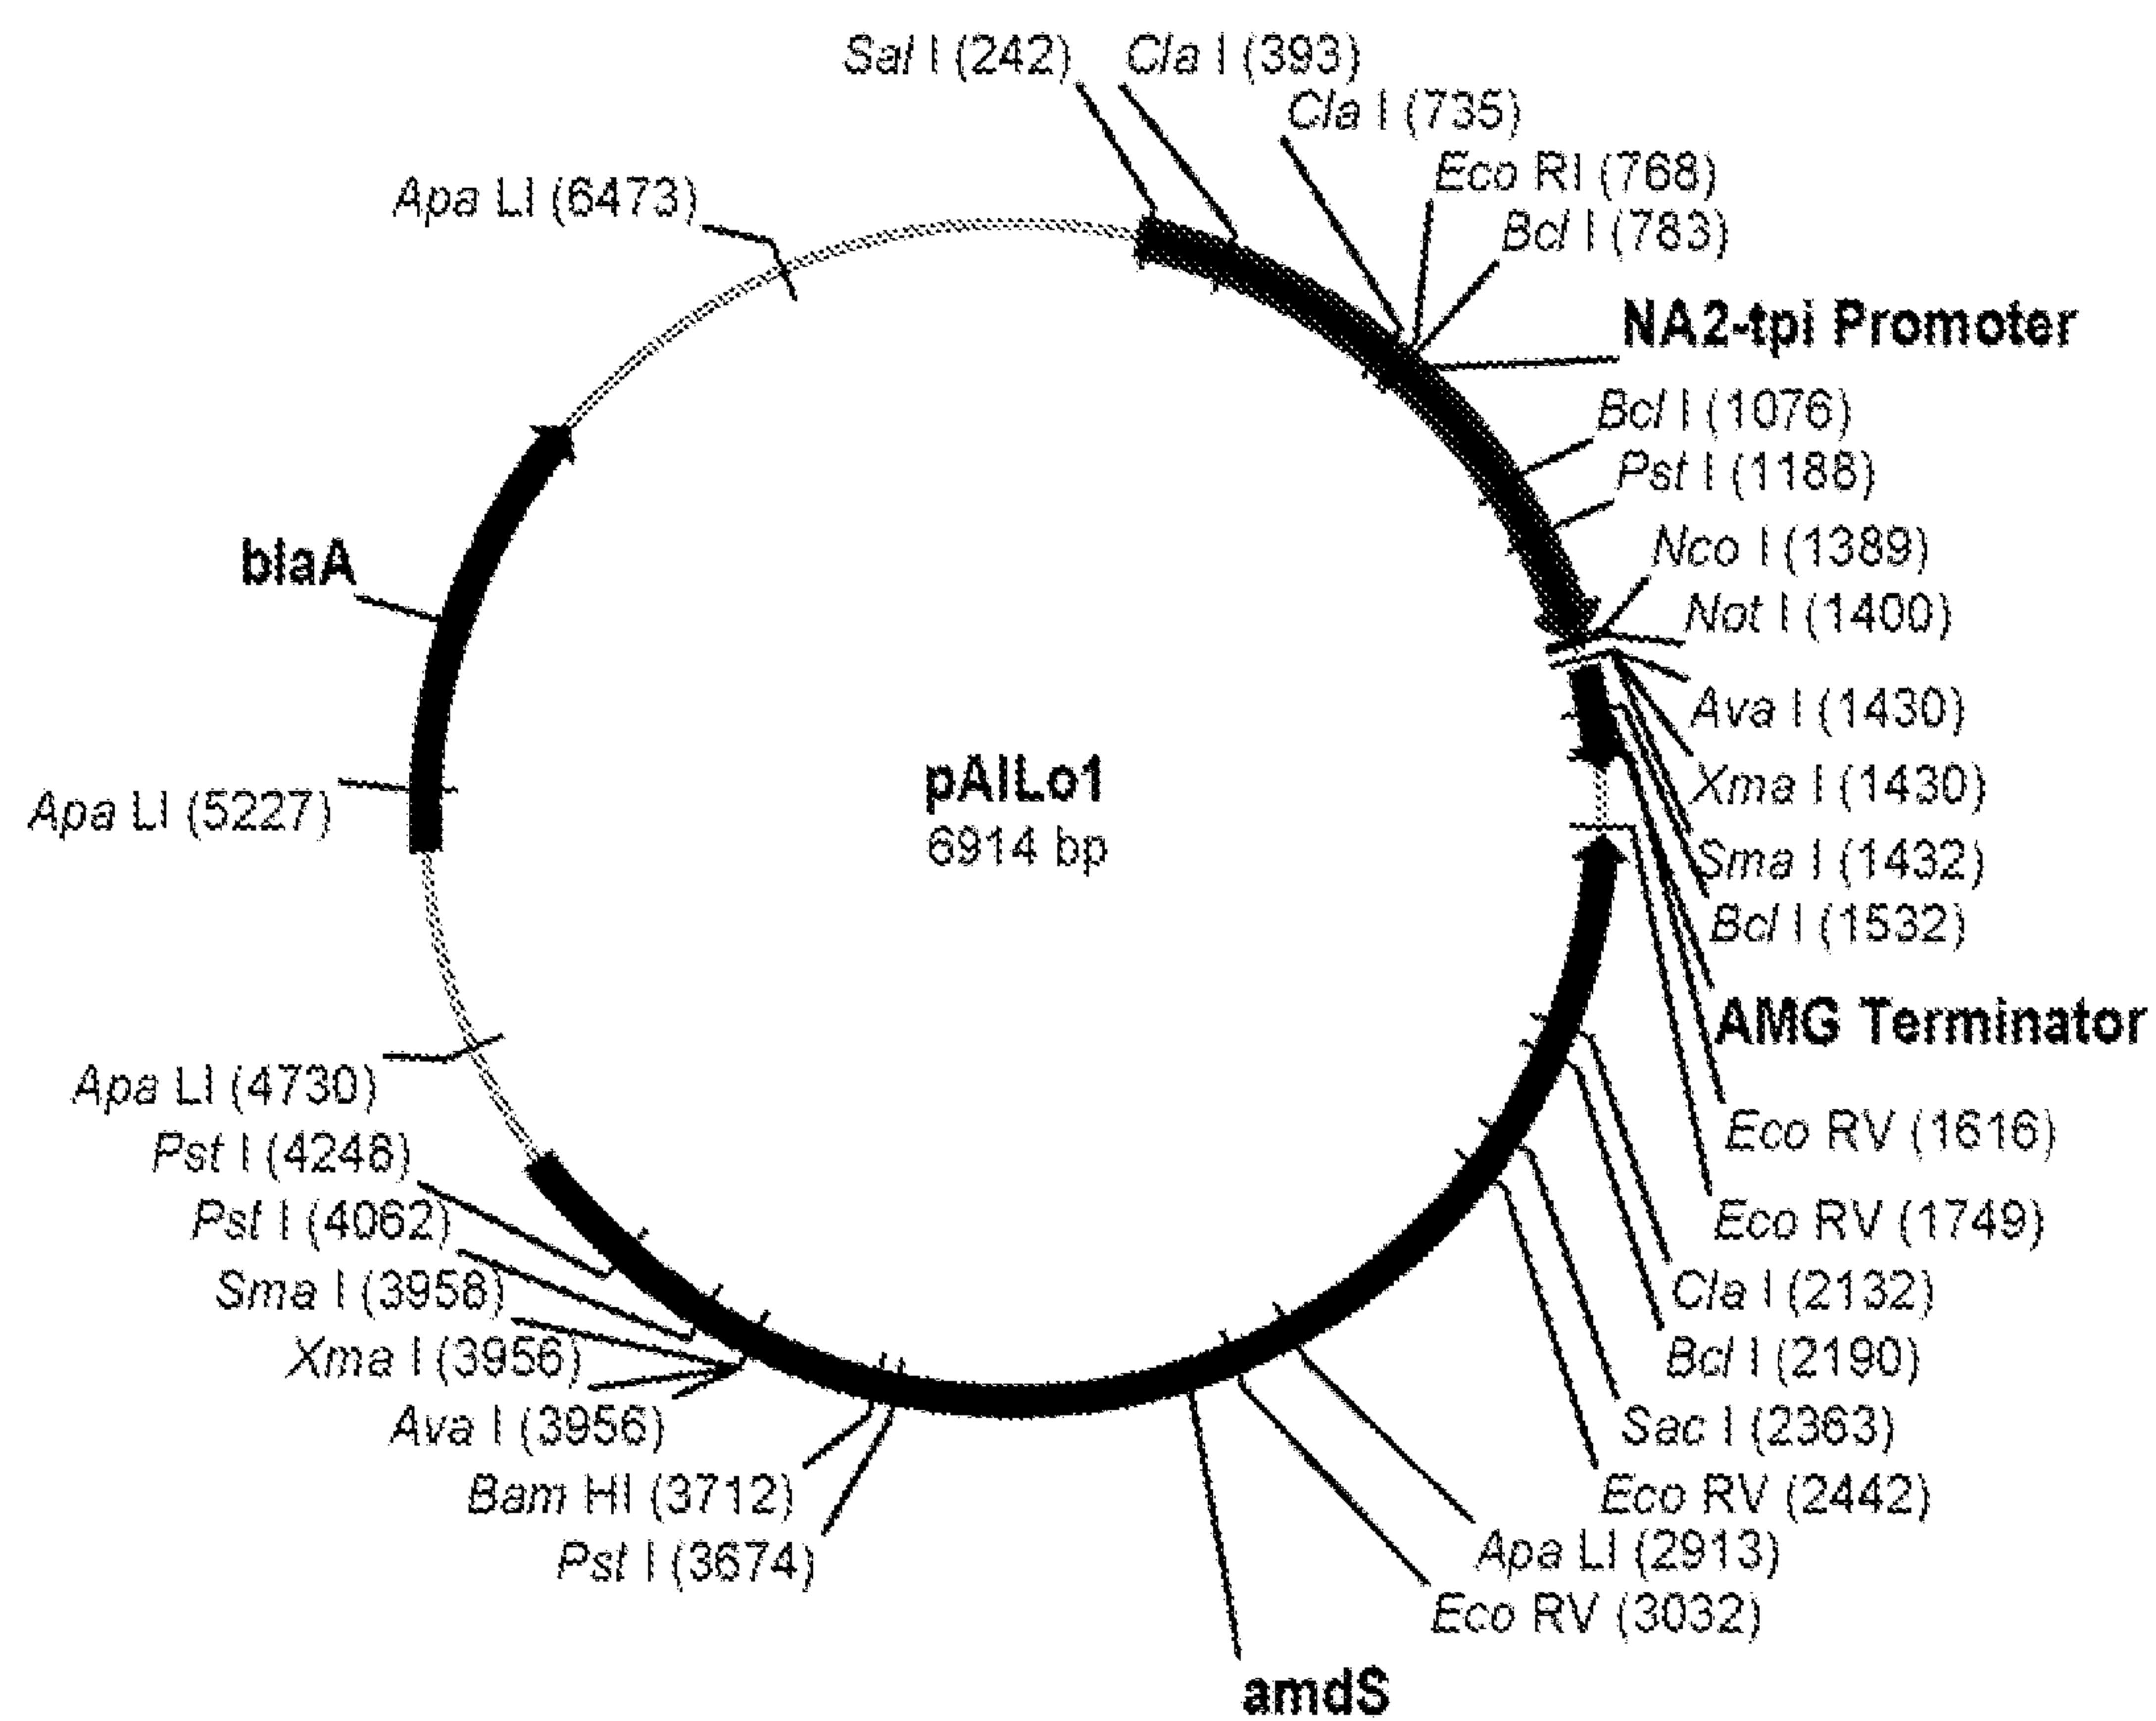 Sal I (242)
Cla I (393)
Cla I (735)
Eco RI (768)
Bcl I (783)
NA2-tpi Promoter
Bcl I (1076)
Pst I (1188)
Nco I (1389)
Not I (1400)
Ava I (1430)
Xma I (1430)
Sma I (1432)
Bcl I (1532)
AMG Terminator
Eco RV (1616)
Eco RV (1749)
Cla I (2132)
Bcl I (2190)
Sac I (2363)
Eco RV (2442)
Apa LI (2913)
Eco RV (3032)
amdS
Pst I (3674)
Bam HI (3712)
Ava I (3956)
Xma I (3956)
Sma I (3958)
Pst I (4062)
Pst I (4248)
Apa LI (4730)
Apa LI (5227)
blaA
Apa LI (6473)
pAILo1
6914 bp